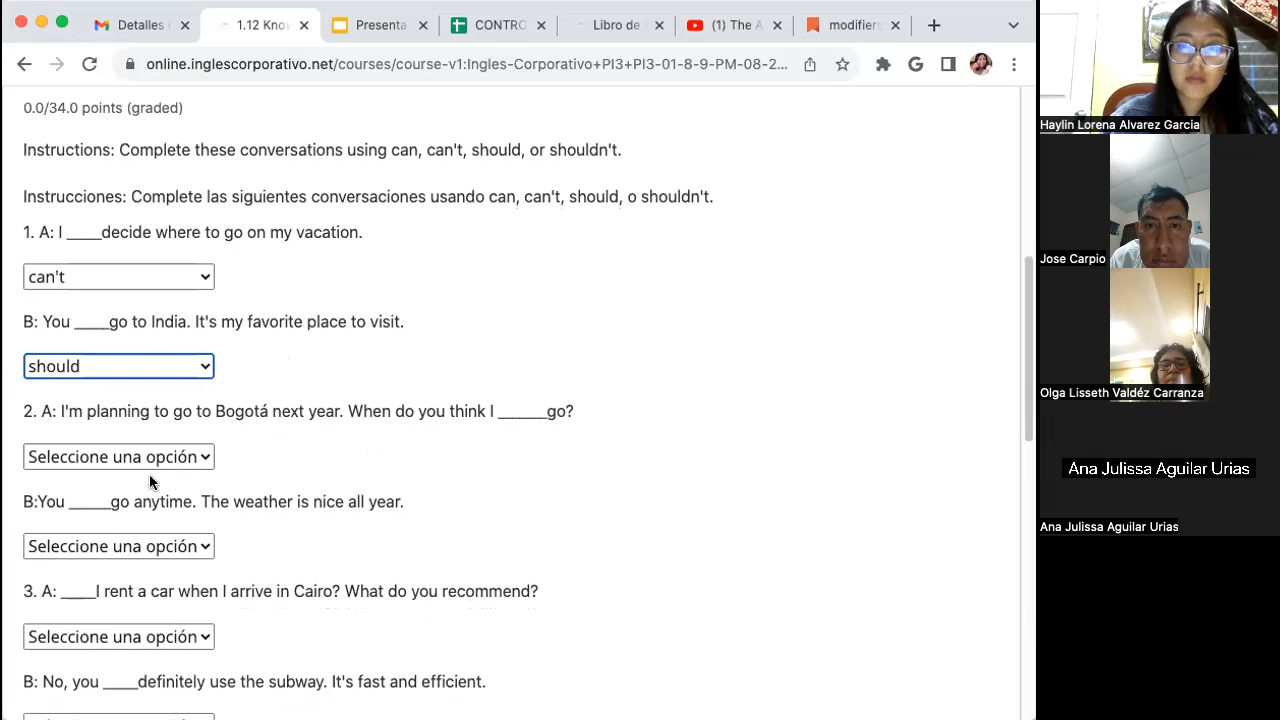 Detalles
1.12 Know
Presenta
CONTRO
Libro de
(1) The A
modifiers
online.inglescorporativo.net/courses/course-v1:Ingles-Corporativo+PI3+PI3-01-8-9-PM-08-2...
0.0/34.0 points (graded)
Instructions: Complete these conversations using can, can't, should, or shouldn't.
Instrucciones: Complete las siguientes conversaciones usando can, can't, should, o shouldn't.
1. A: I ____decide where to go on my vacation.
can't
B: You ____go to India. It's my favorite place to visit.
should
2. A: I'm planning to go to Bogotá next year. When do you think I ______go?
Seleccione una opción
B:You _____go anytime. The weather is nice all year.
Seleccione una opción
3. A: ____I rent a car when I arrive in Cairo? What do you recommend?
Seleccione una opción
B: No, you ____definitely use the subway. It's fast and efficient.
Haylin Lorena Alvarez Garcia
Jose Carpio
Olga Lisseth Valdéz Carranza
Ana Julissa Aguilar Urias
Ana Julissa Aguilar Urias